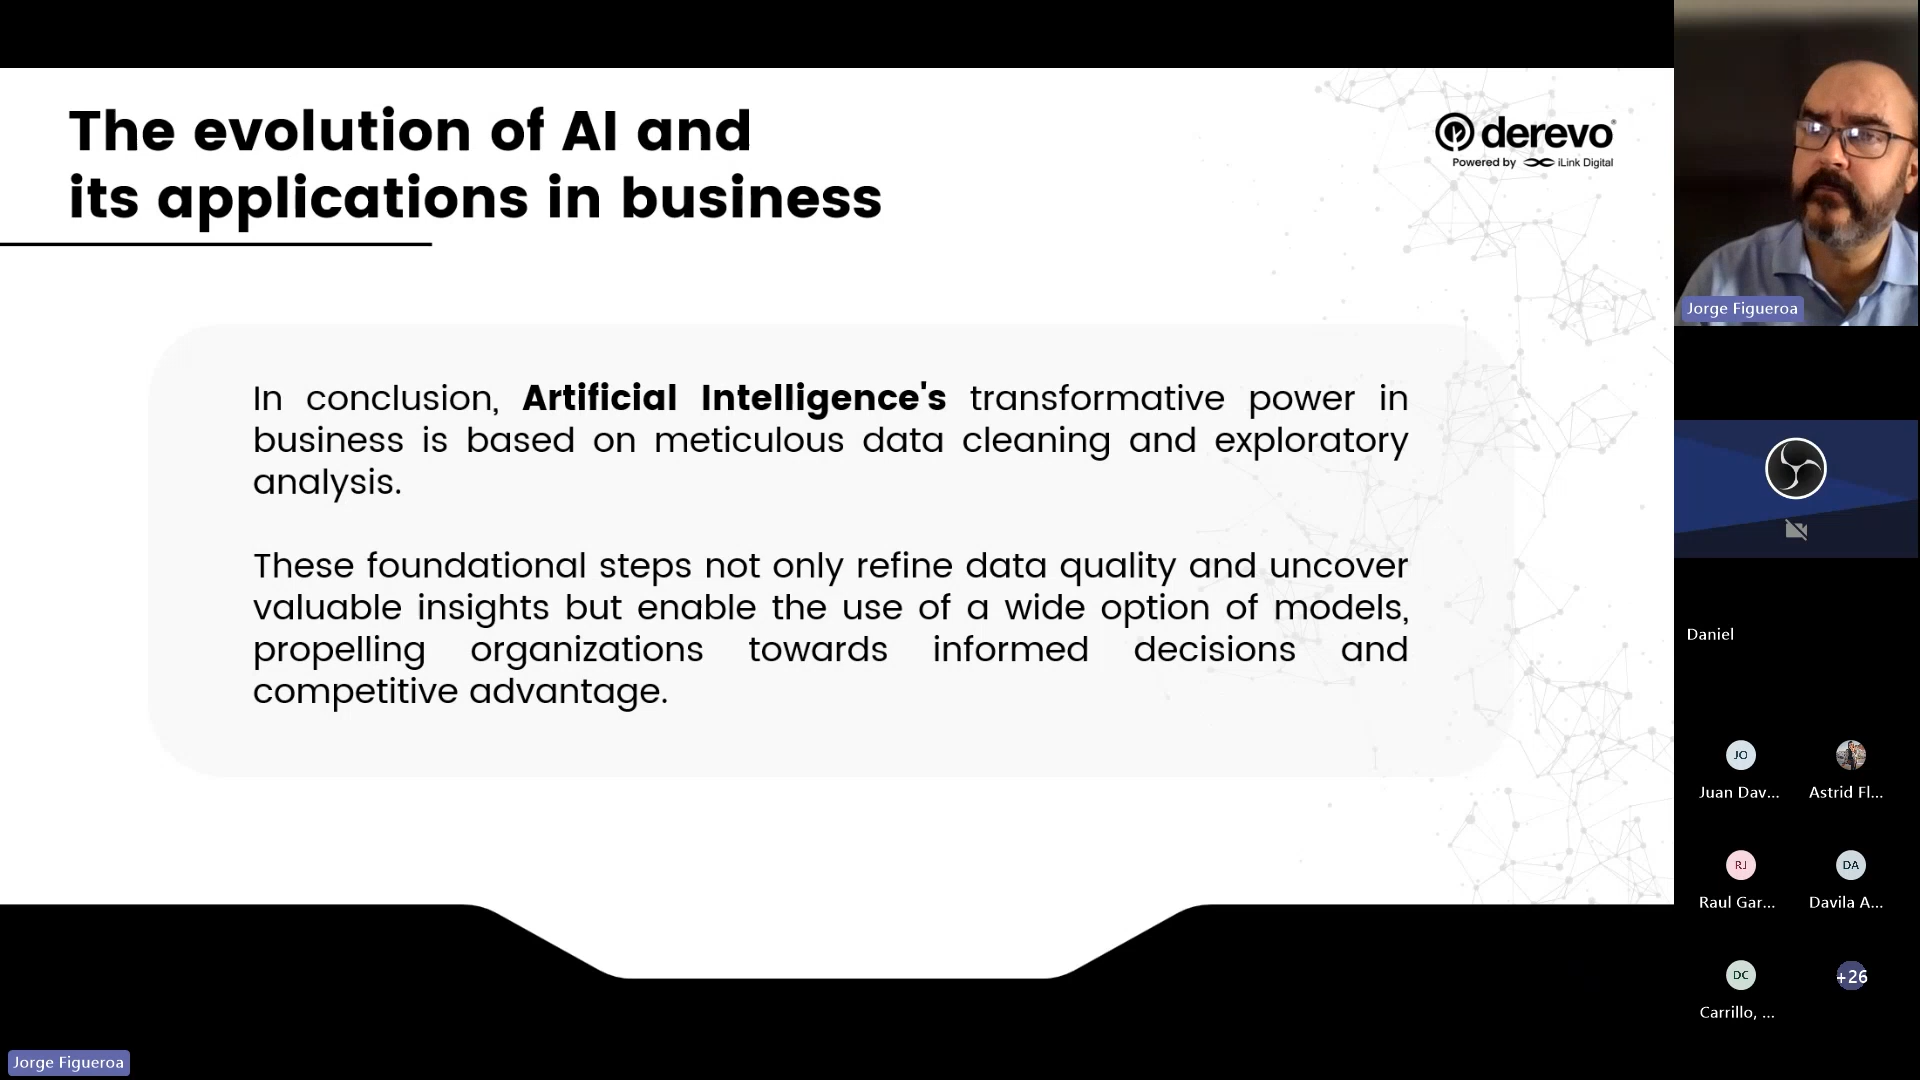 The evolution of AI and
its applications in business
derevo
Powered by iLink Digital
In conclusion, Artificial Intelligence's transformative power in
business is based on meticulous data cleaning and exploratory
analysis.
These foundational steps not only refine data quality and uncover
valuable insights but enable the use of a wide option of models,
propelling organizations towards informed decisions and
competitive advantage.
Jorge Figueroa
Jorge Figueroa
Daniel
JO
Juan Dav...
Astrid Fl...
RJ
Raul Gar...
DA
Davila A...
DC
Carrillo, ...
+26